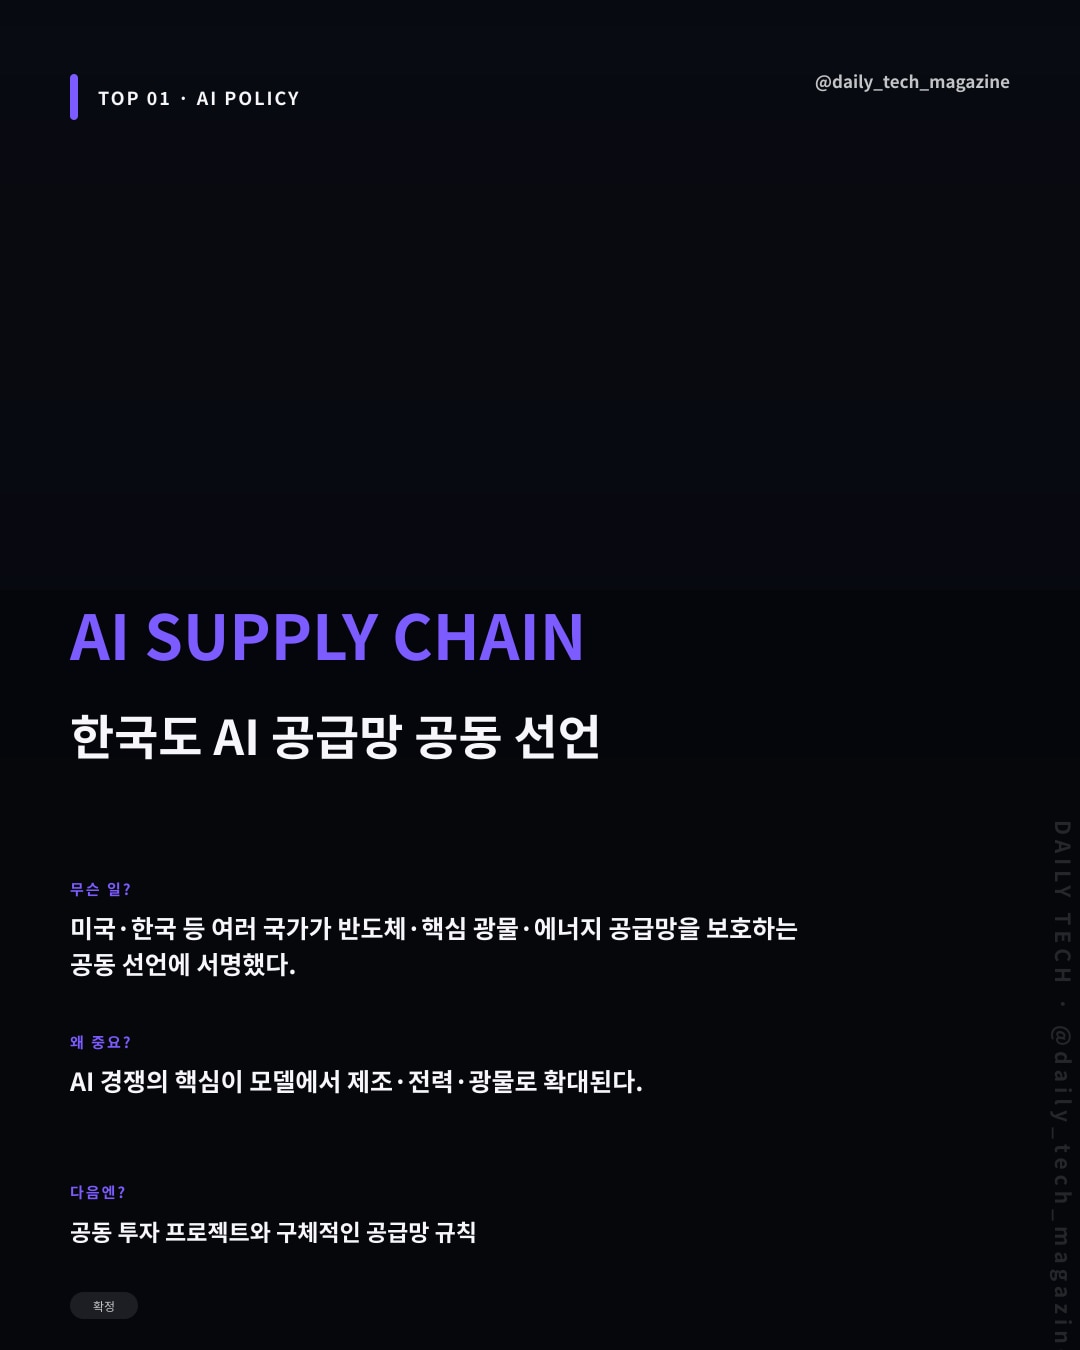 TOP 01 · AI POLICY
@daily_tech_magazine
AI SUPPLY CHAIN
한국도 AI 공급망 공동 선언
무슨 일?
미국·한국 등 여러 국가가 반도체·핵심 광물·에너지 공급망을 보호하는
공동 선언에 서명했다.
왜 중요?
AI 경쟁의 핵심이 모델에서 제조·전력·광물로 확대된다.
다음엔?
공동 투자 프로젝트와 구체적인 공급망 규칙
확정
DAILY TECH · @daily_tech_magazin